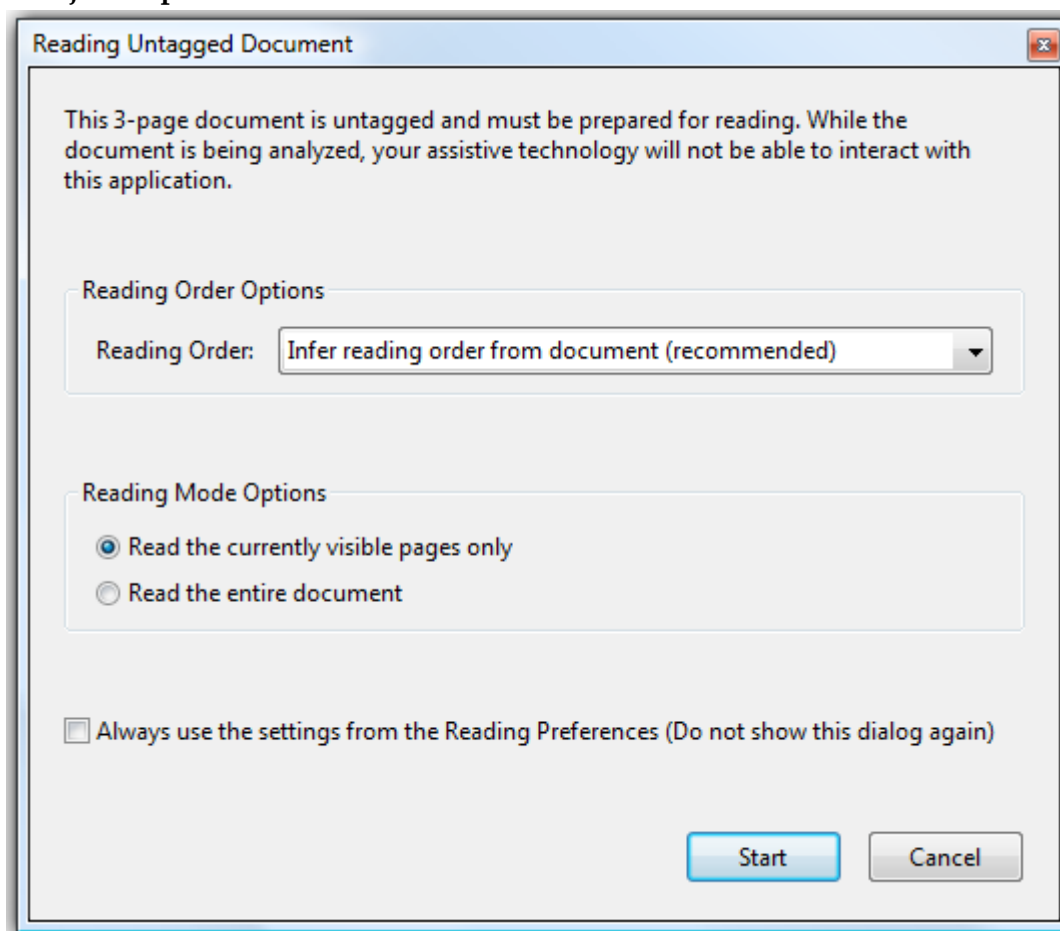 Reading Untagged Document
This 3-page document is untagged and must be prepared for reading. While the
document is being analyzed, your assistive technology will not be able to interact with
this application.
Reading Order Options
Reading Order: Infer reading order from document (recommended)
Reading Mode Options
Read the currently visible pages only
Read the entire document
Always use the settings from the Reading Preferences (Do not show this dialog again)
Start Cancel